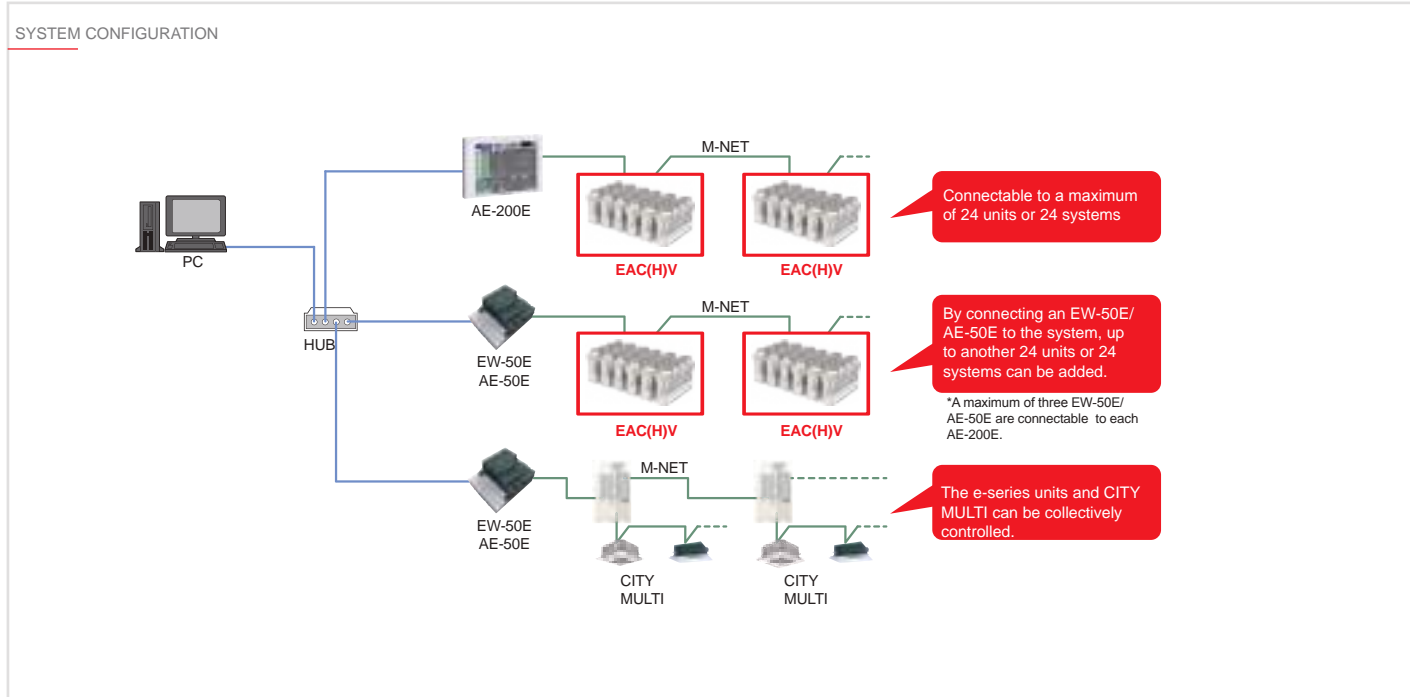 SYSTEM CONFIGURATION
M-NET
AE-200E
EAC(H)V
EAC(H)V
Connectable to a maximum
of 24 units or 24 systems
PC
HUB
M-NET
EW-50E
AE-50E
EAC(H)V
EAC(H)V
By connecting an EW-50E/
AE-50E to the system, up
to another 24 units or 24
systems can be added.
*A maximum of three EW-50E/
AE-50E are connectable to each
AE-200E.
M-NET
EW-50E
AE-50E
CITY
MULTI
CITY
MULTI
The e-series units and CITY
MULTI can be collectively
controlled.